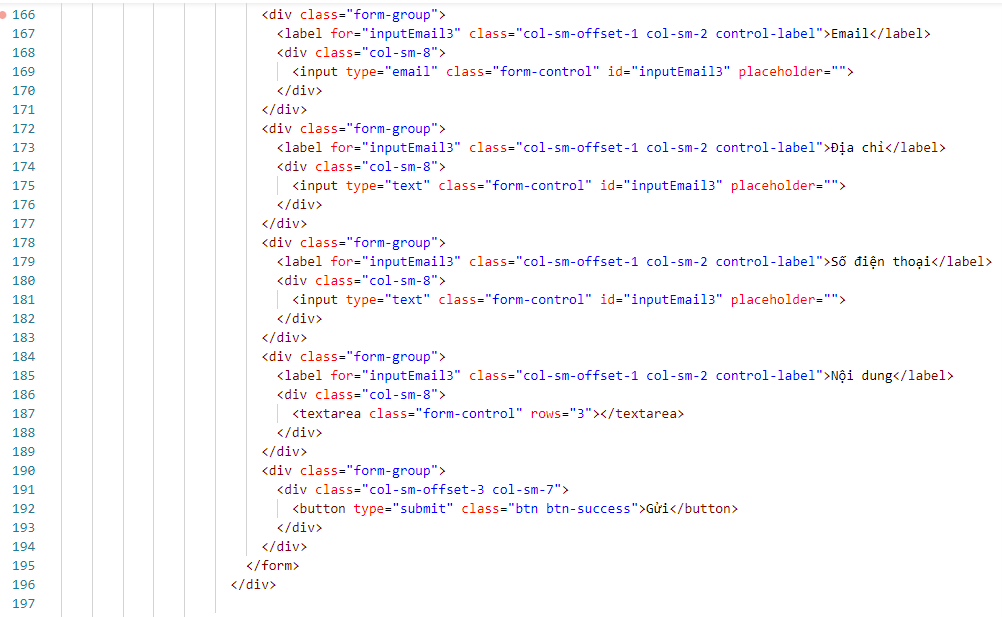 166 <div class="form-group">
167 <label for="inputEmail3" class="col-sm-offset-1 col-sm-2 control-label">Email</label>
168 <div class="col-sm-8">
169 <input type="email" class="form-control" id="inputEmail3" placeholder="">
170 </div>
171 </div>
172 <div class="form-group">
173 <label for="inputEmail3" class="col-sm-offset-1 col-sm-2 control-label">Địa chỉ</label>
174 <div class="col-sm-8">
175 <input type="text" class="form-control" id="inputEmail3" placeholder="">
176 </div>
177 </div>
178 <div class="form-group">
179 <label for="inputEmail3" class="col-sm-offset-1 col-sm-2 control-label">Số điện thoại</label>
180 <div class="col-sm-8">
181 <input type="text" class="form-control" id="inputEmail3" placeholder="">
182 </div>
183 </div>
184 <div class="form-group">
185 <label for="inputEmail3" class="col-sm-offset-1 col-sm-2 control-label">Nội dung</label>
186 <div class="col-sm-8">
187 <textarea class="form-control" rows="3"></textarea>
188 </div>
189 </div>
190 <div class="form-group">
191 <div class="col-sm-offset-3 col-sm-7">
192 <button type="submit" class="btn btn-success">Gửi</button>
193 </div>
194 </div>
195 </form>
196 </div>
197